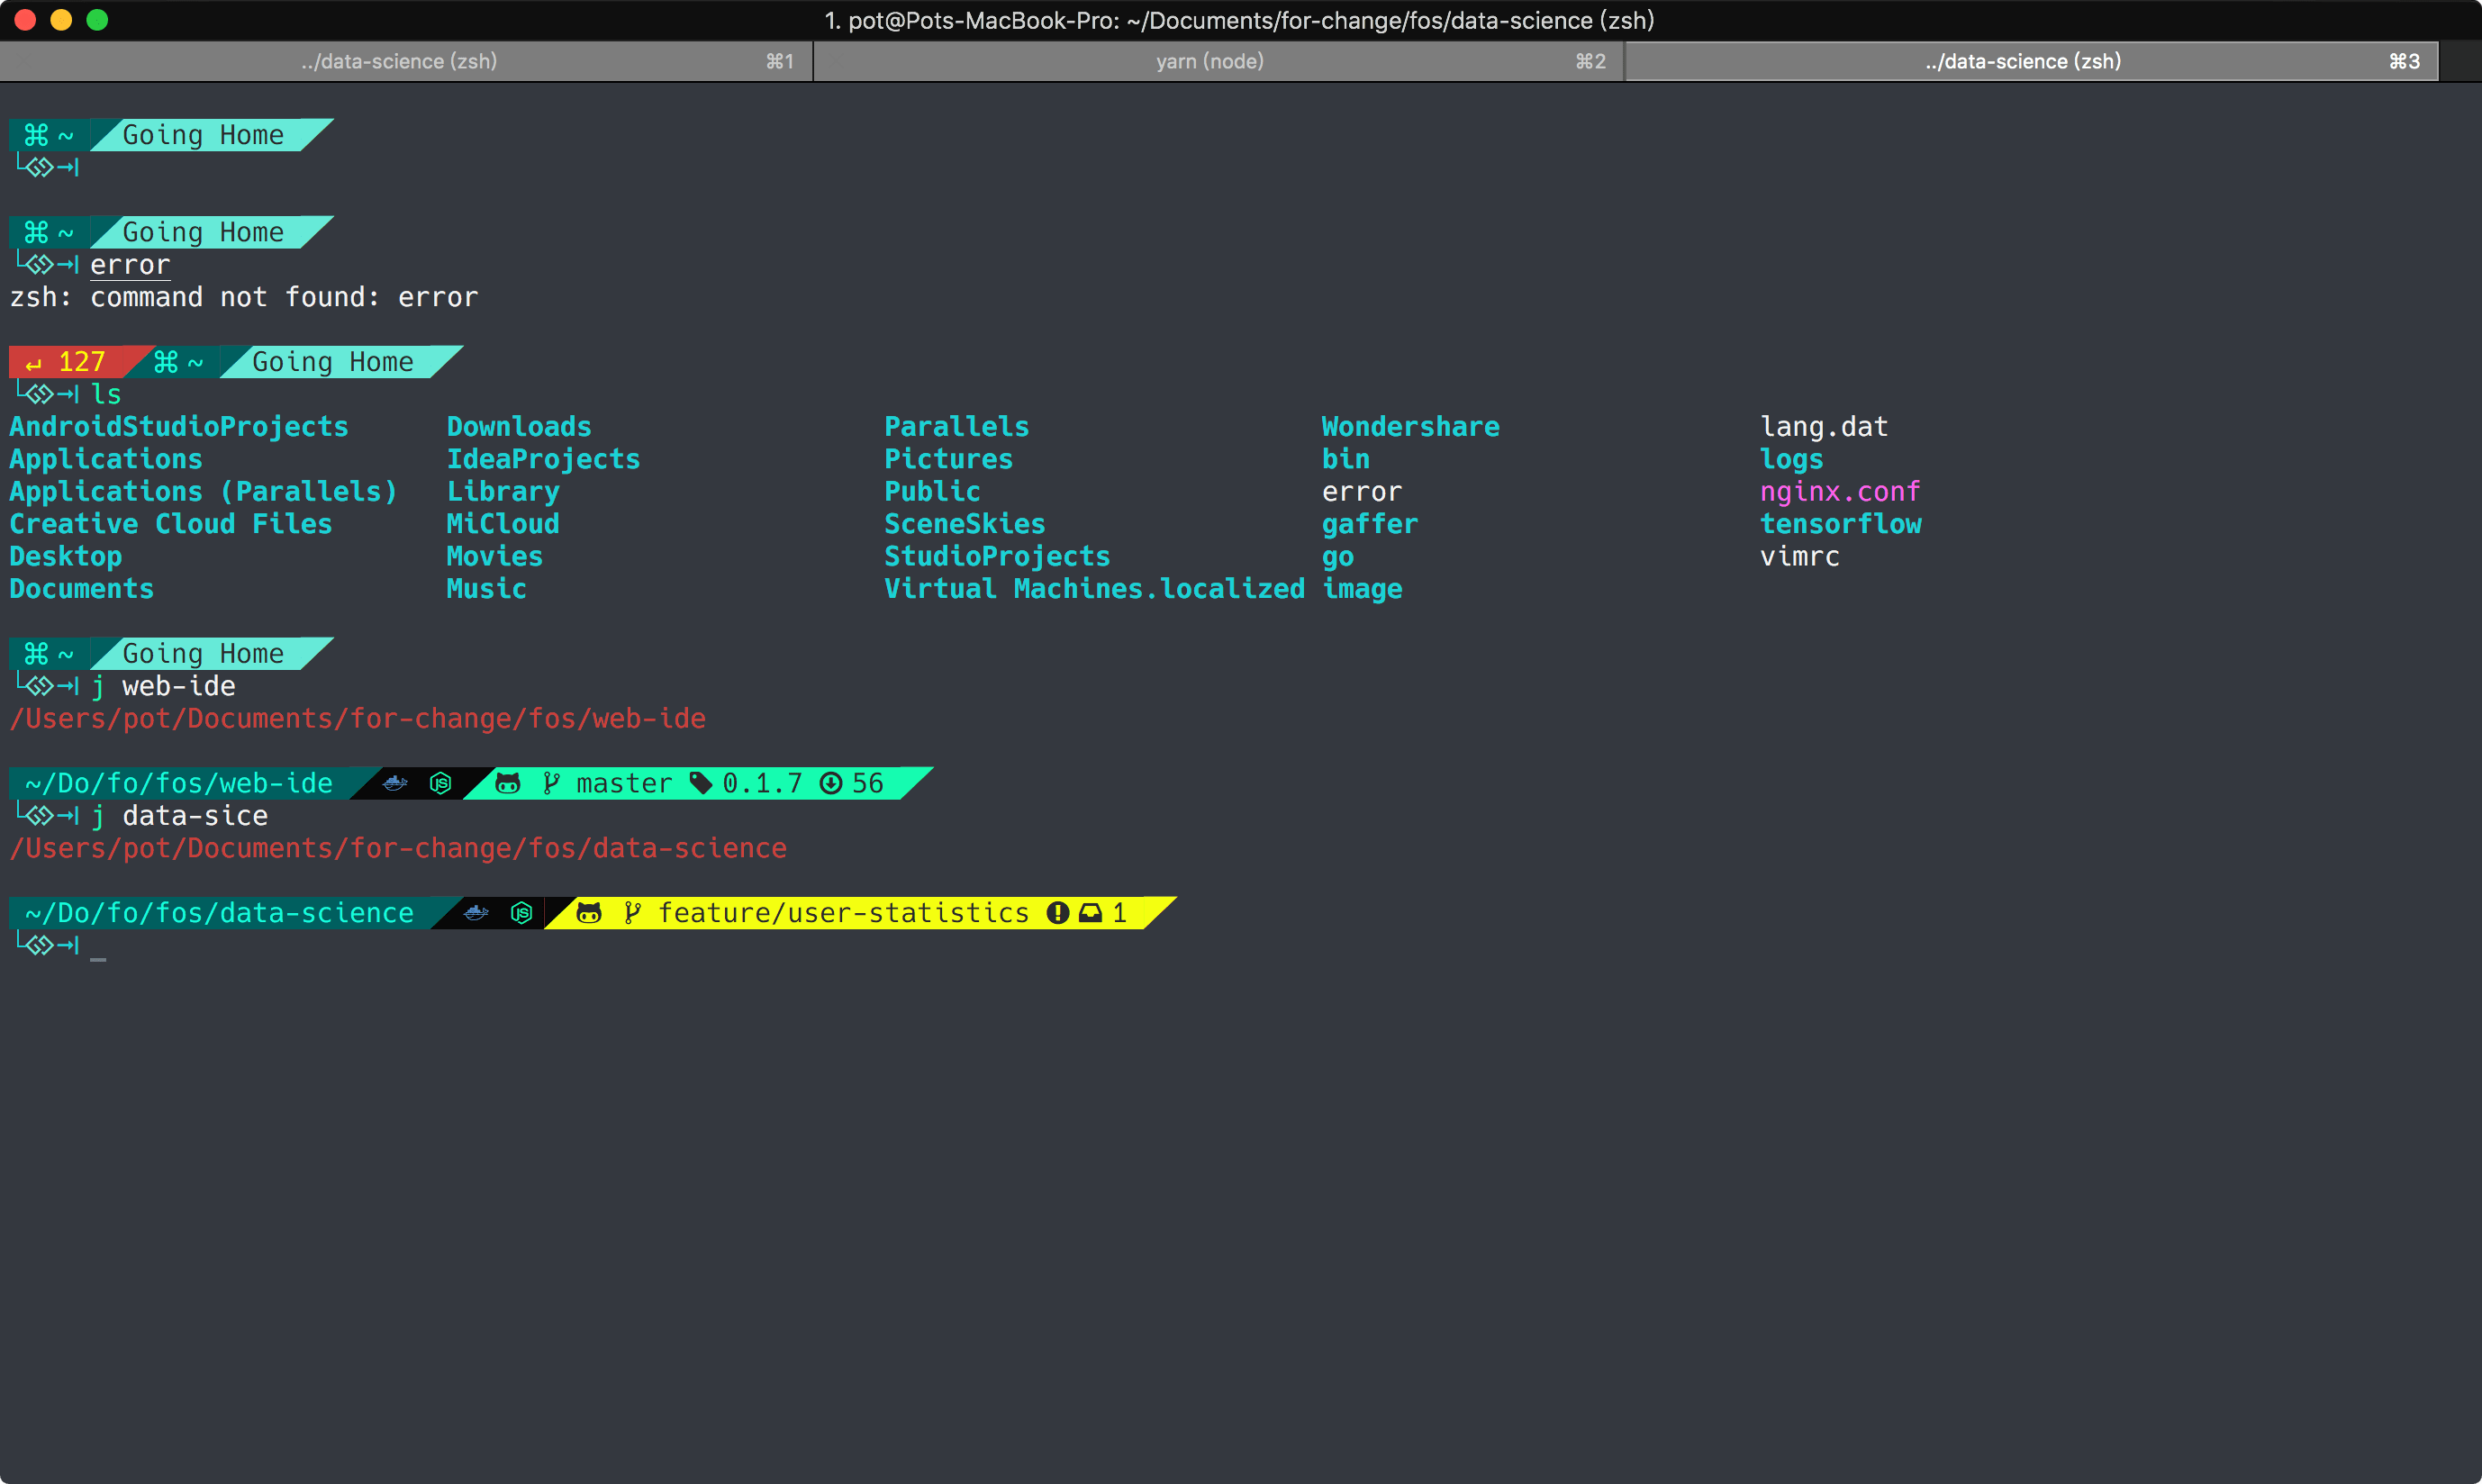 1. pot@Pots-MacBook-Pro: ~/Documents/for-change/fos/data-science (zsh)
../data-science (zsh) ⌘1 yarn (node) ⌘2 ../data-science (zsh) ⌘3
⌘ ~ Going Home
⌘ ~ Going Home
error
zsh: command not found: error
↵ 127 ⌘ ~ Going Home
ls
AndroidStudioProjects Downloads Parallels Wondershare lang.dat
Applications IdeaProjects Pictures bin logs
Applications (Parallels) Library Public error nginx.conf
Creative Cloud Files MiCloud SceneSkies gaffer tensorflow
Desktop Movies StudioProjects go vimrc
Documents Music Virtual Machines.localized image
⌘ ~ Going Home
j web-ide
/Users/pot/Documents/for-change/fos/web-ide
~/Do/fo/fos/web-ide JS master 0.1.7 56
j data-sice
/Users/pot/Documents/for-change/fos/data-science
~/Do/fo/fos/data-science JS feature/user-statistics 1
_